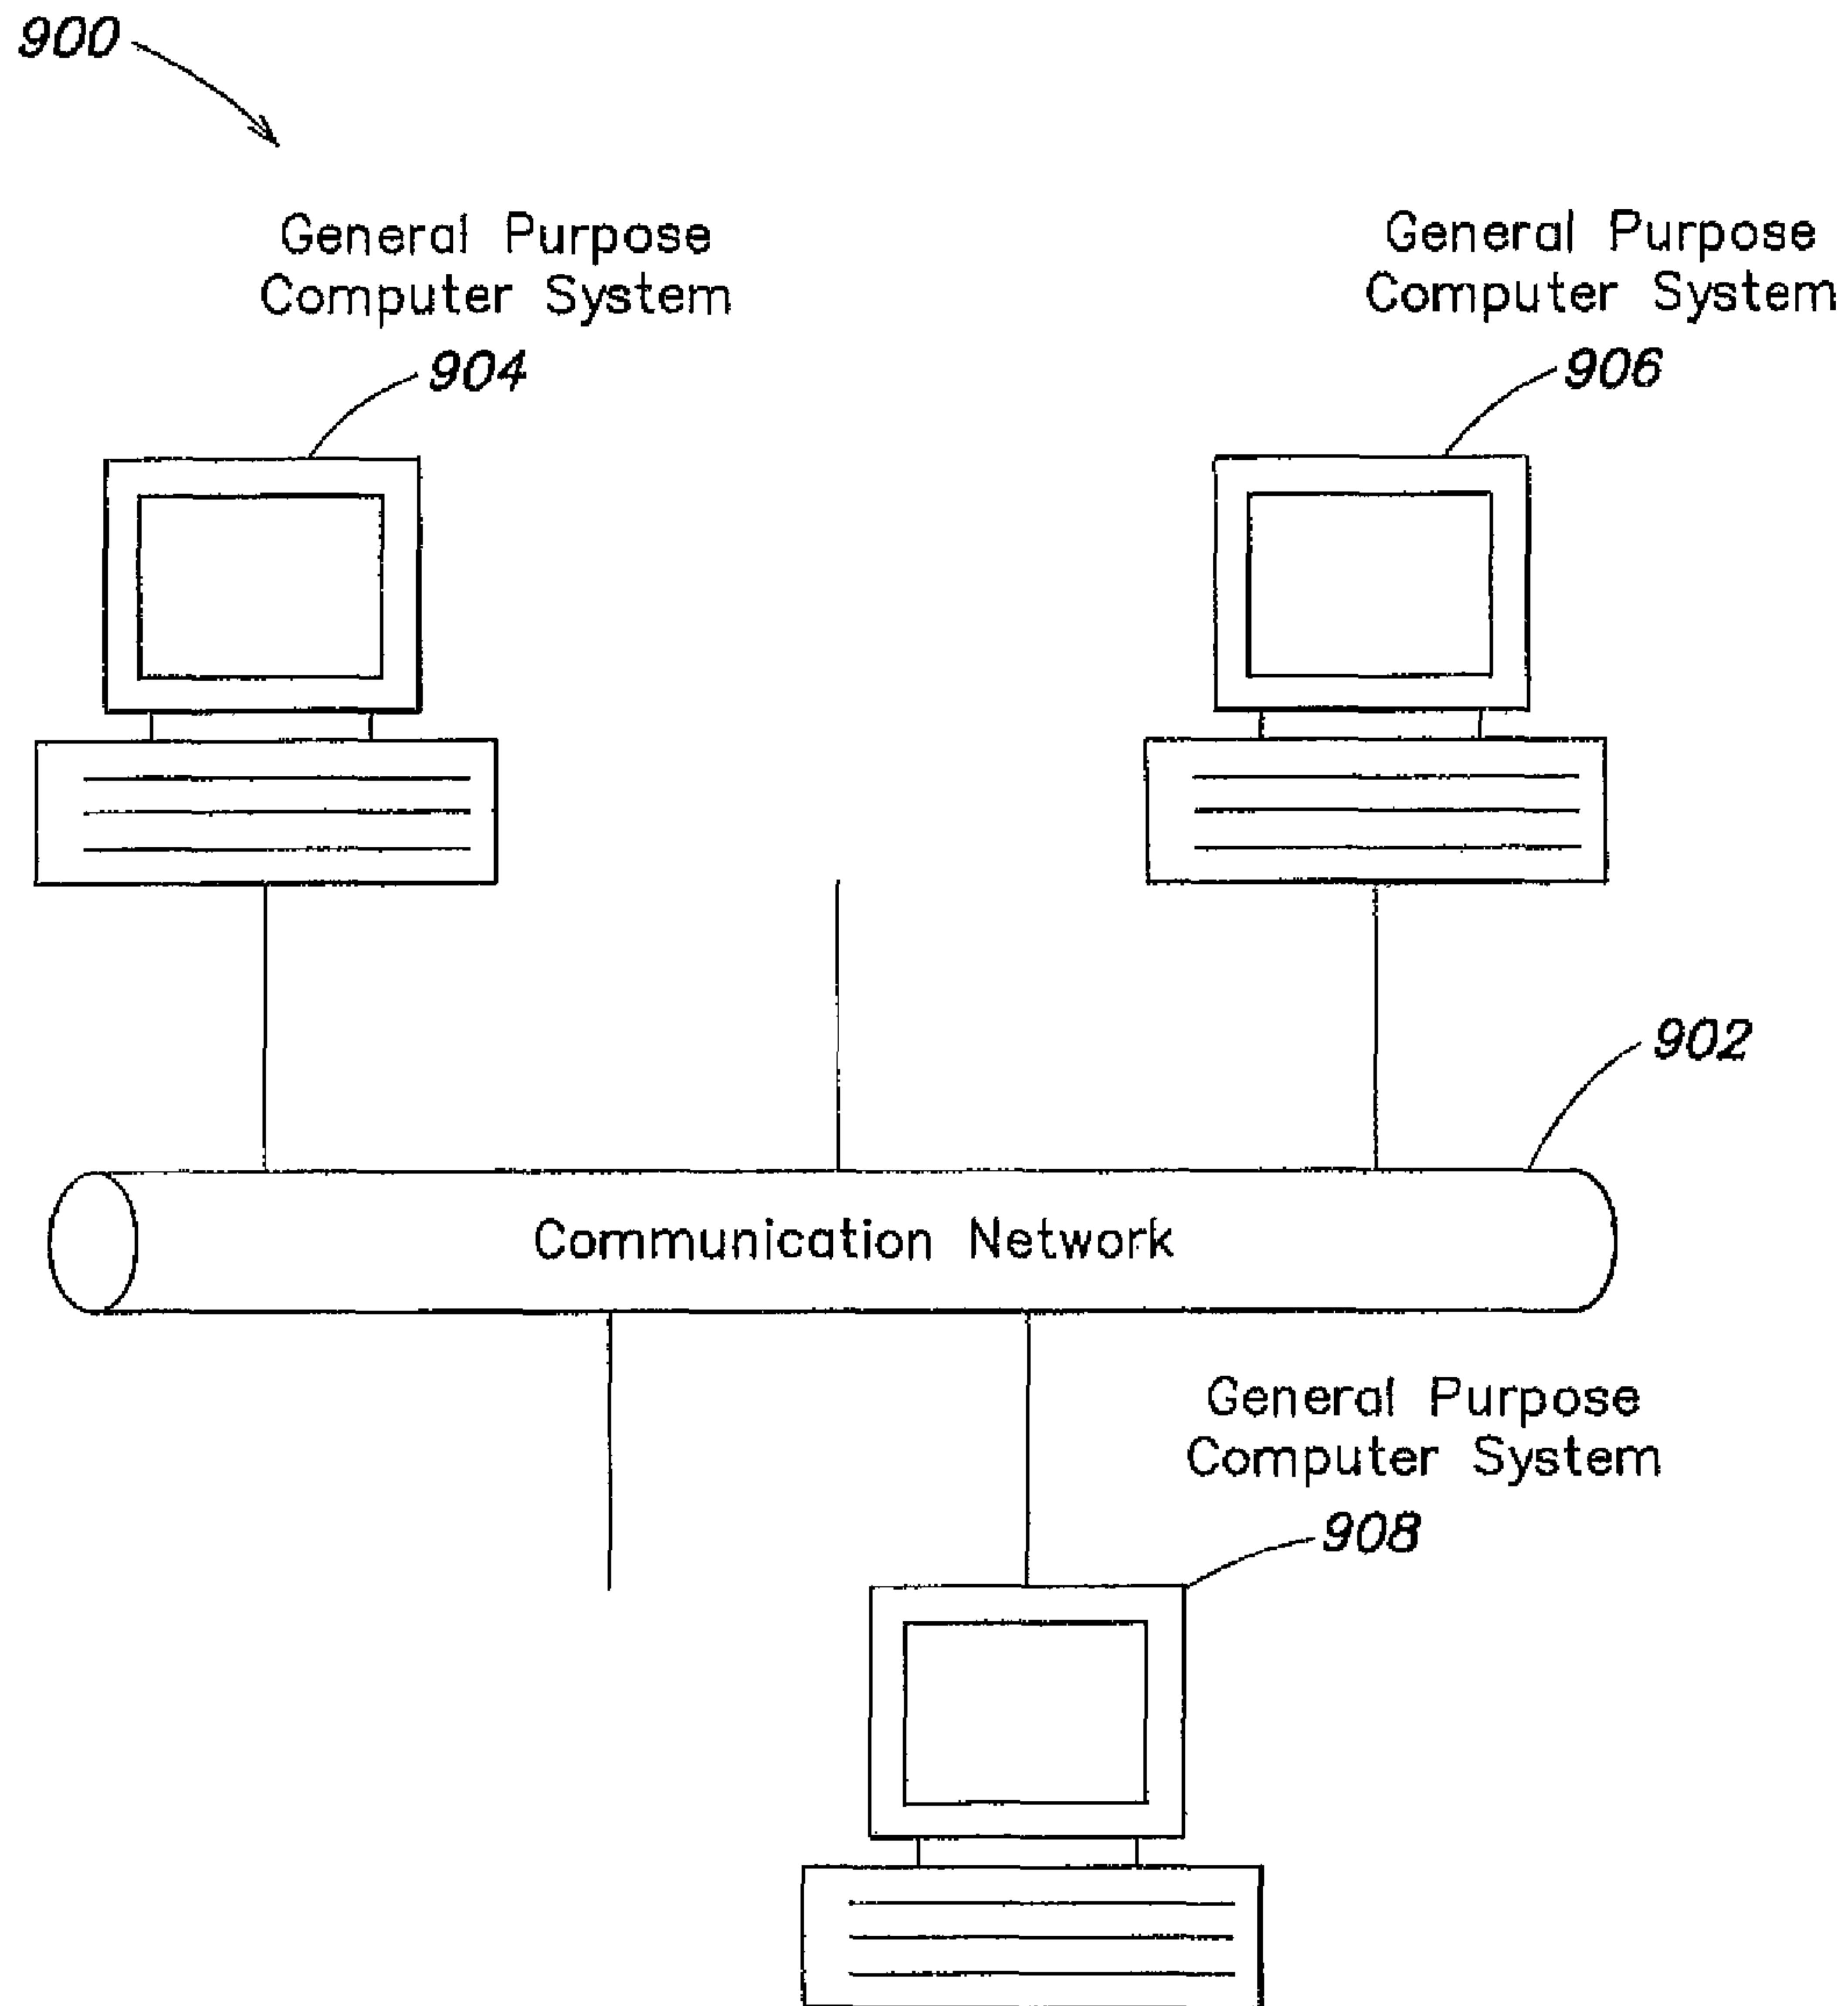 900
General Purpose
Computer System
904
General Purpose
Computer System
906
902
Communication Network
General Purpose
Computer System
908